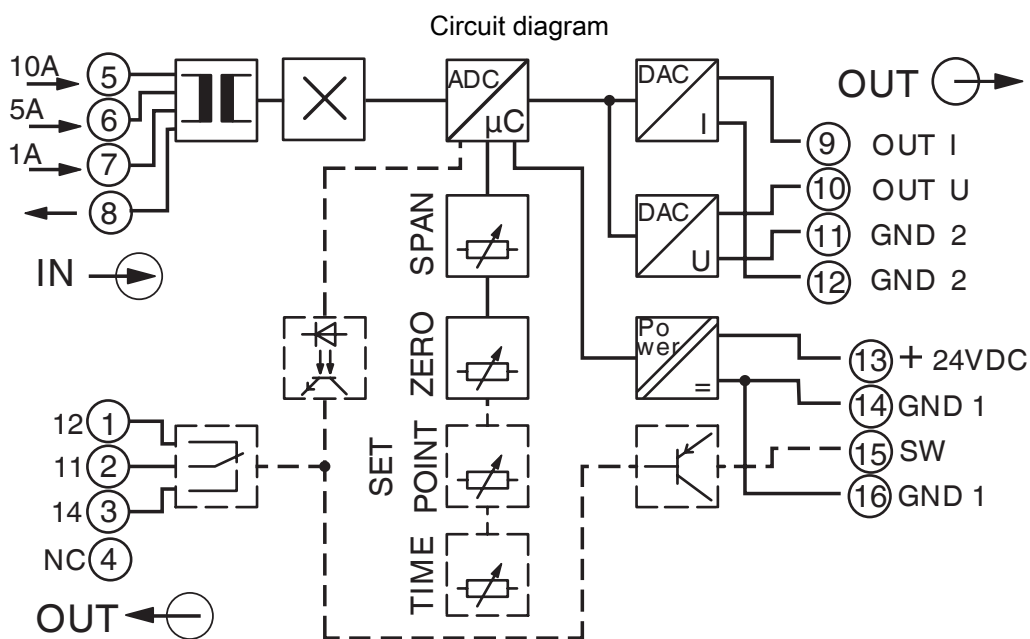 Circuit diagram
10A 5
5A 6
1A 7
8
IN
ADC
µC
DAC
I
OUT
9 OUT I
10 OUT U
11 GND 2
12 GND 2
DAC
U
SPAN
ZERO
SET
POINT
TIME
Po
wer
=
13 + 24VDC
14 GND 1
15 SW
16 GND 1
12 1
11 2
14 3
NC 4
OUT